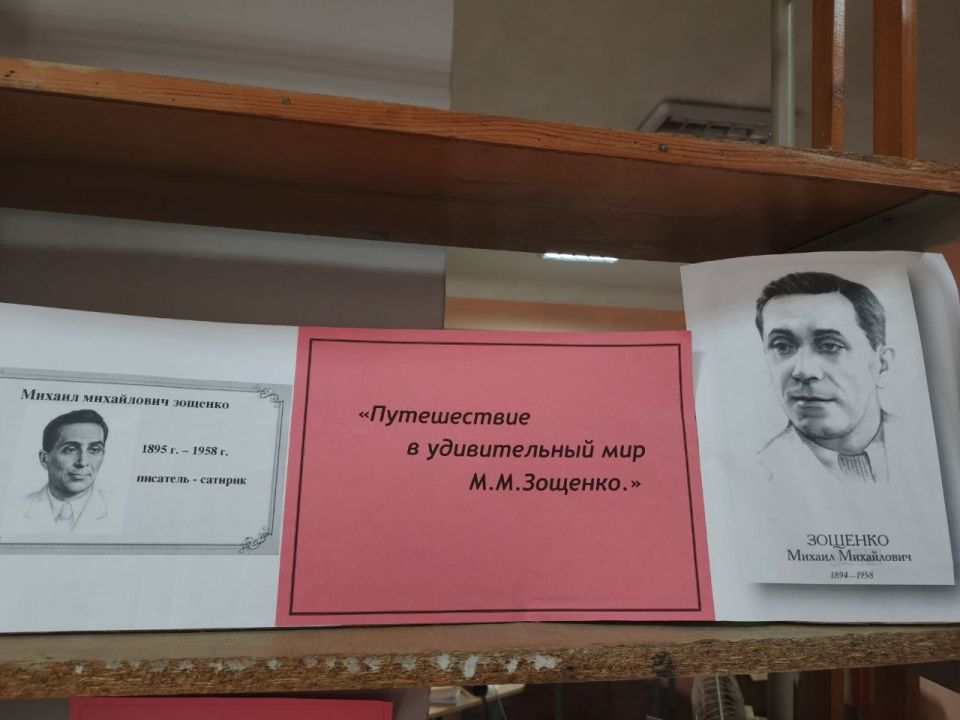 Михаил михайлович зощенко
1895 г. – 1958 г.
писатель - сатирик
«Путешествие
в удивительный мир
М.М.Зощенко.»
ЗОЩЕНКО
Михаил Михайлович
1894—1958